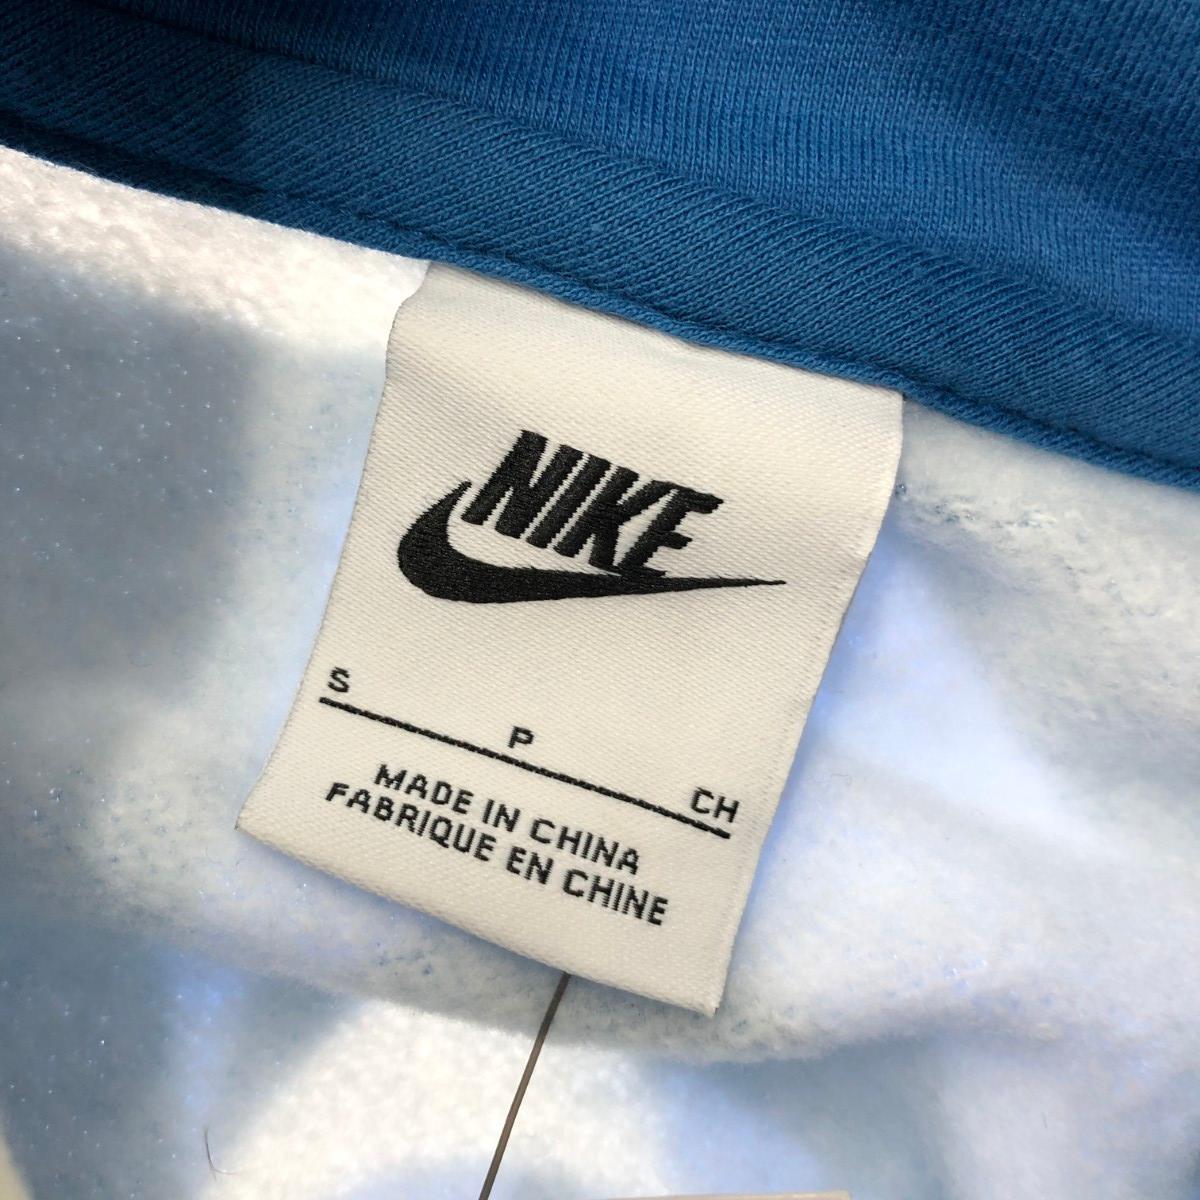 NIKE
S
P
CH
MADE IN CHINA
FABRIQUE EN CHINE